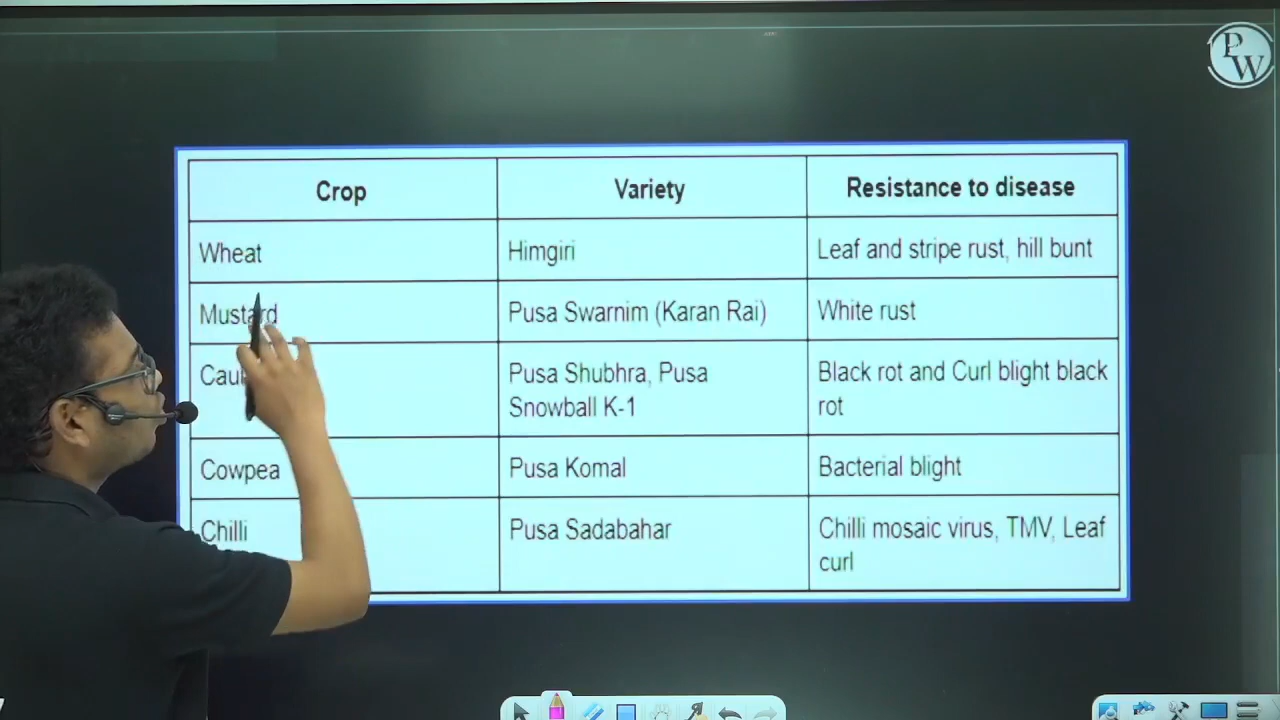 PW
Crop Variety Resistance to disease
Wheat Himgiri Leaf and stripe rust, hill bunt
Mustard Pusa Swarnim (Karan Rai) White rust
Pusa Shubhra, Pusa Snowball K-1 Black rot and Curl blight black rot
Cowpea Pusa Komal Bacterial blight
Chilli Pusa Sadabahar Chilli mosaic virus, TMV, Leaf curl